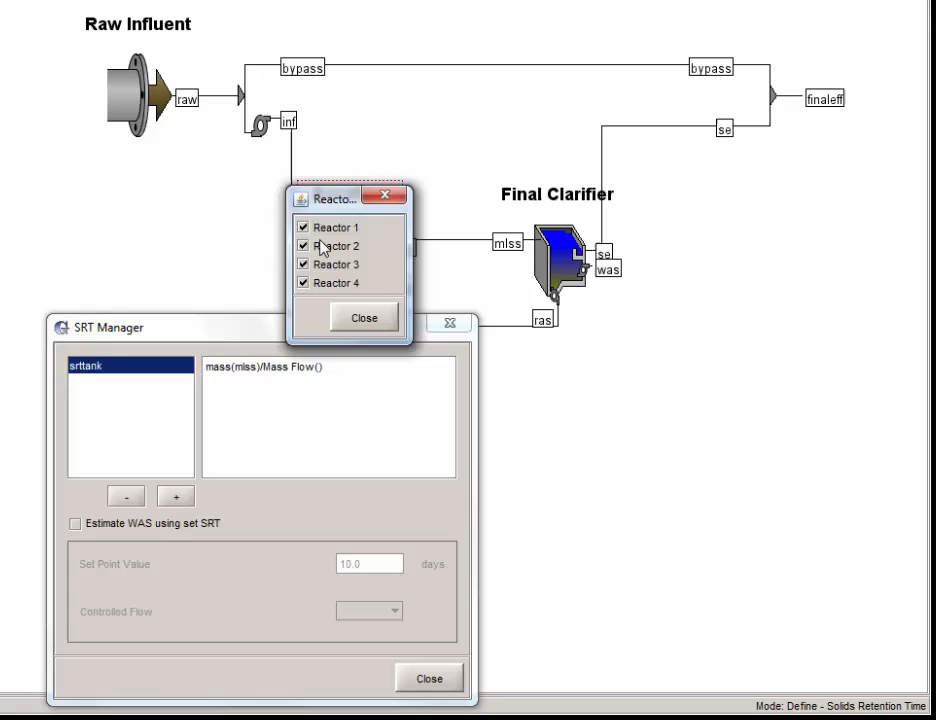 Raw Influent
bypass
bypass
raw
finaleff
inf
se
Reacto...
Final Clarifier
Reactor 1
Reactor 2
Reactor 3
Reactor 4
mlss
se
was
Close
ras
SRT Manager
srttank
mass(mlss)/Mass Flow()
-
+
Estimate WAS using set SRT
Set Point Value
10.0
days
Controlled Flow
Close
Mode: Define - Solids Retention Time